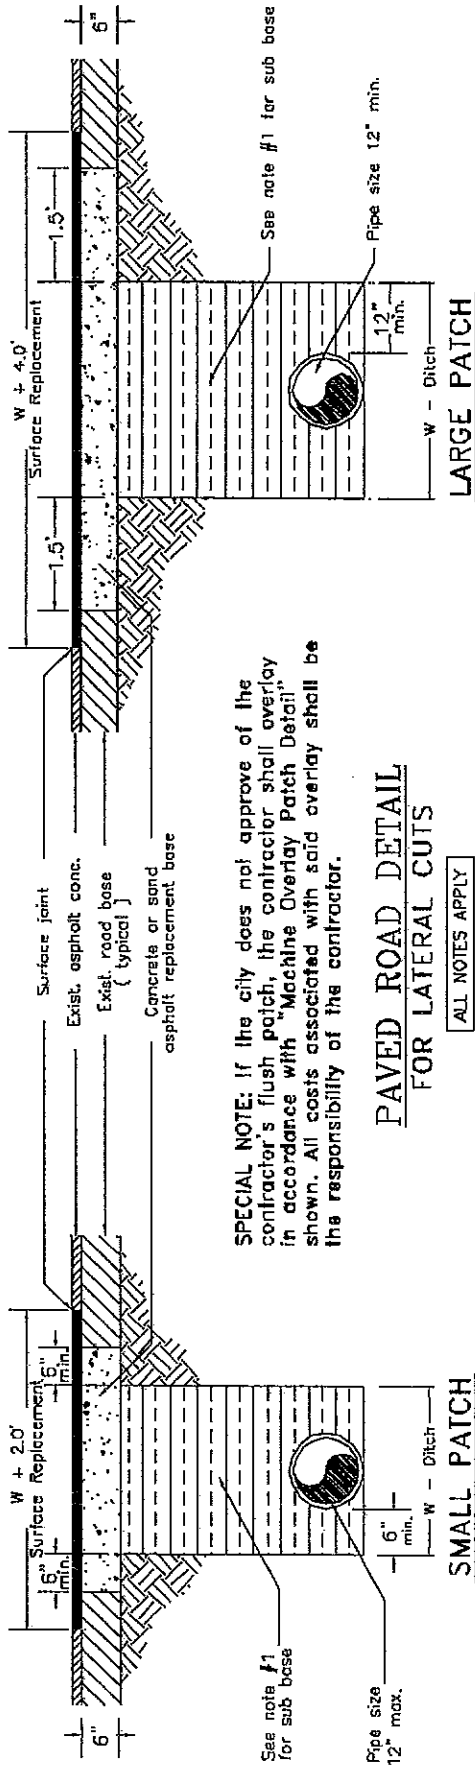 W + 2.0'
Surface Replacement
6"
min.
6"
min.
6"
See note #1
for sub base
Pipe size
12" max.
6"
min.
W - Ditch
SMALL PATCH
Surface joint
Exist. asphalt conc.
Exist. road base
( typical )
Concrete or sand
asphalt replacement base
SPECIAL NOTE: If the city does not approve of the
contractor's flush patch, the contractor shall overlay
in accordance with "Machine Overlay Patch Detail"
shown. All costs associated with said overlay shall be
the responsibility of the contractor.
PAVED ROAD DETAIL
FOR LATERAL CUTS
ALL NOTES APPLY
W + 4.0'
Surface Replacement
1.5'
1.5'
6"
See note #1 for sub base
Pipe size 12" min.
12"
min.
W - Ditch
LARGE PATCH